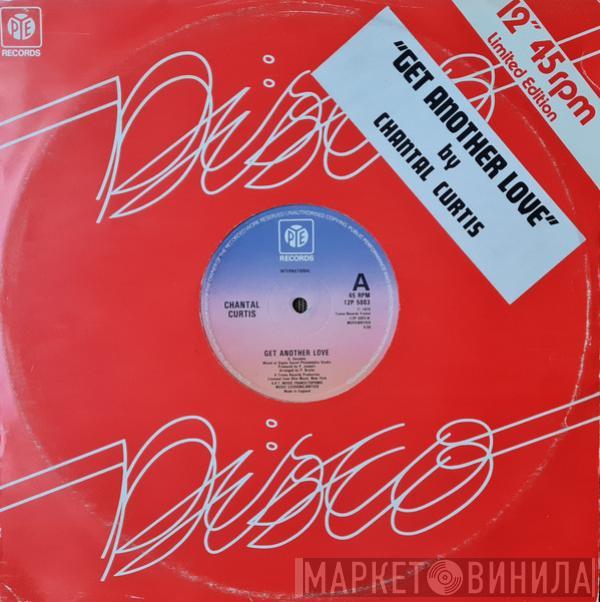 PYE
RECORDS
DISCO
12" 45 rpm
Limited Edition
"GET ANOTHER LOVE"
by
CHANTAL CURTIS
PYE
RECORDS
INTERNATIONAL
CHANTAL
CURTIS
A
45 RPM
12P 5003
GET ANOTHER LOVE
Made in England
DISCO
МАРКЕТ ВИНИЛА